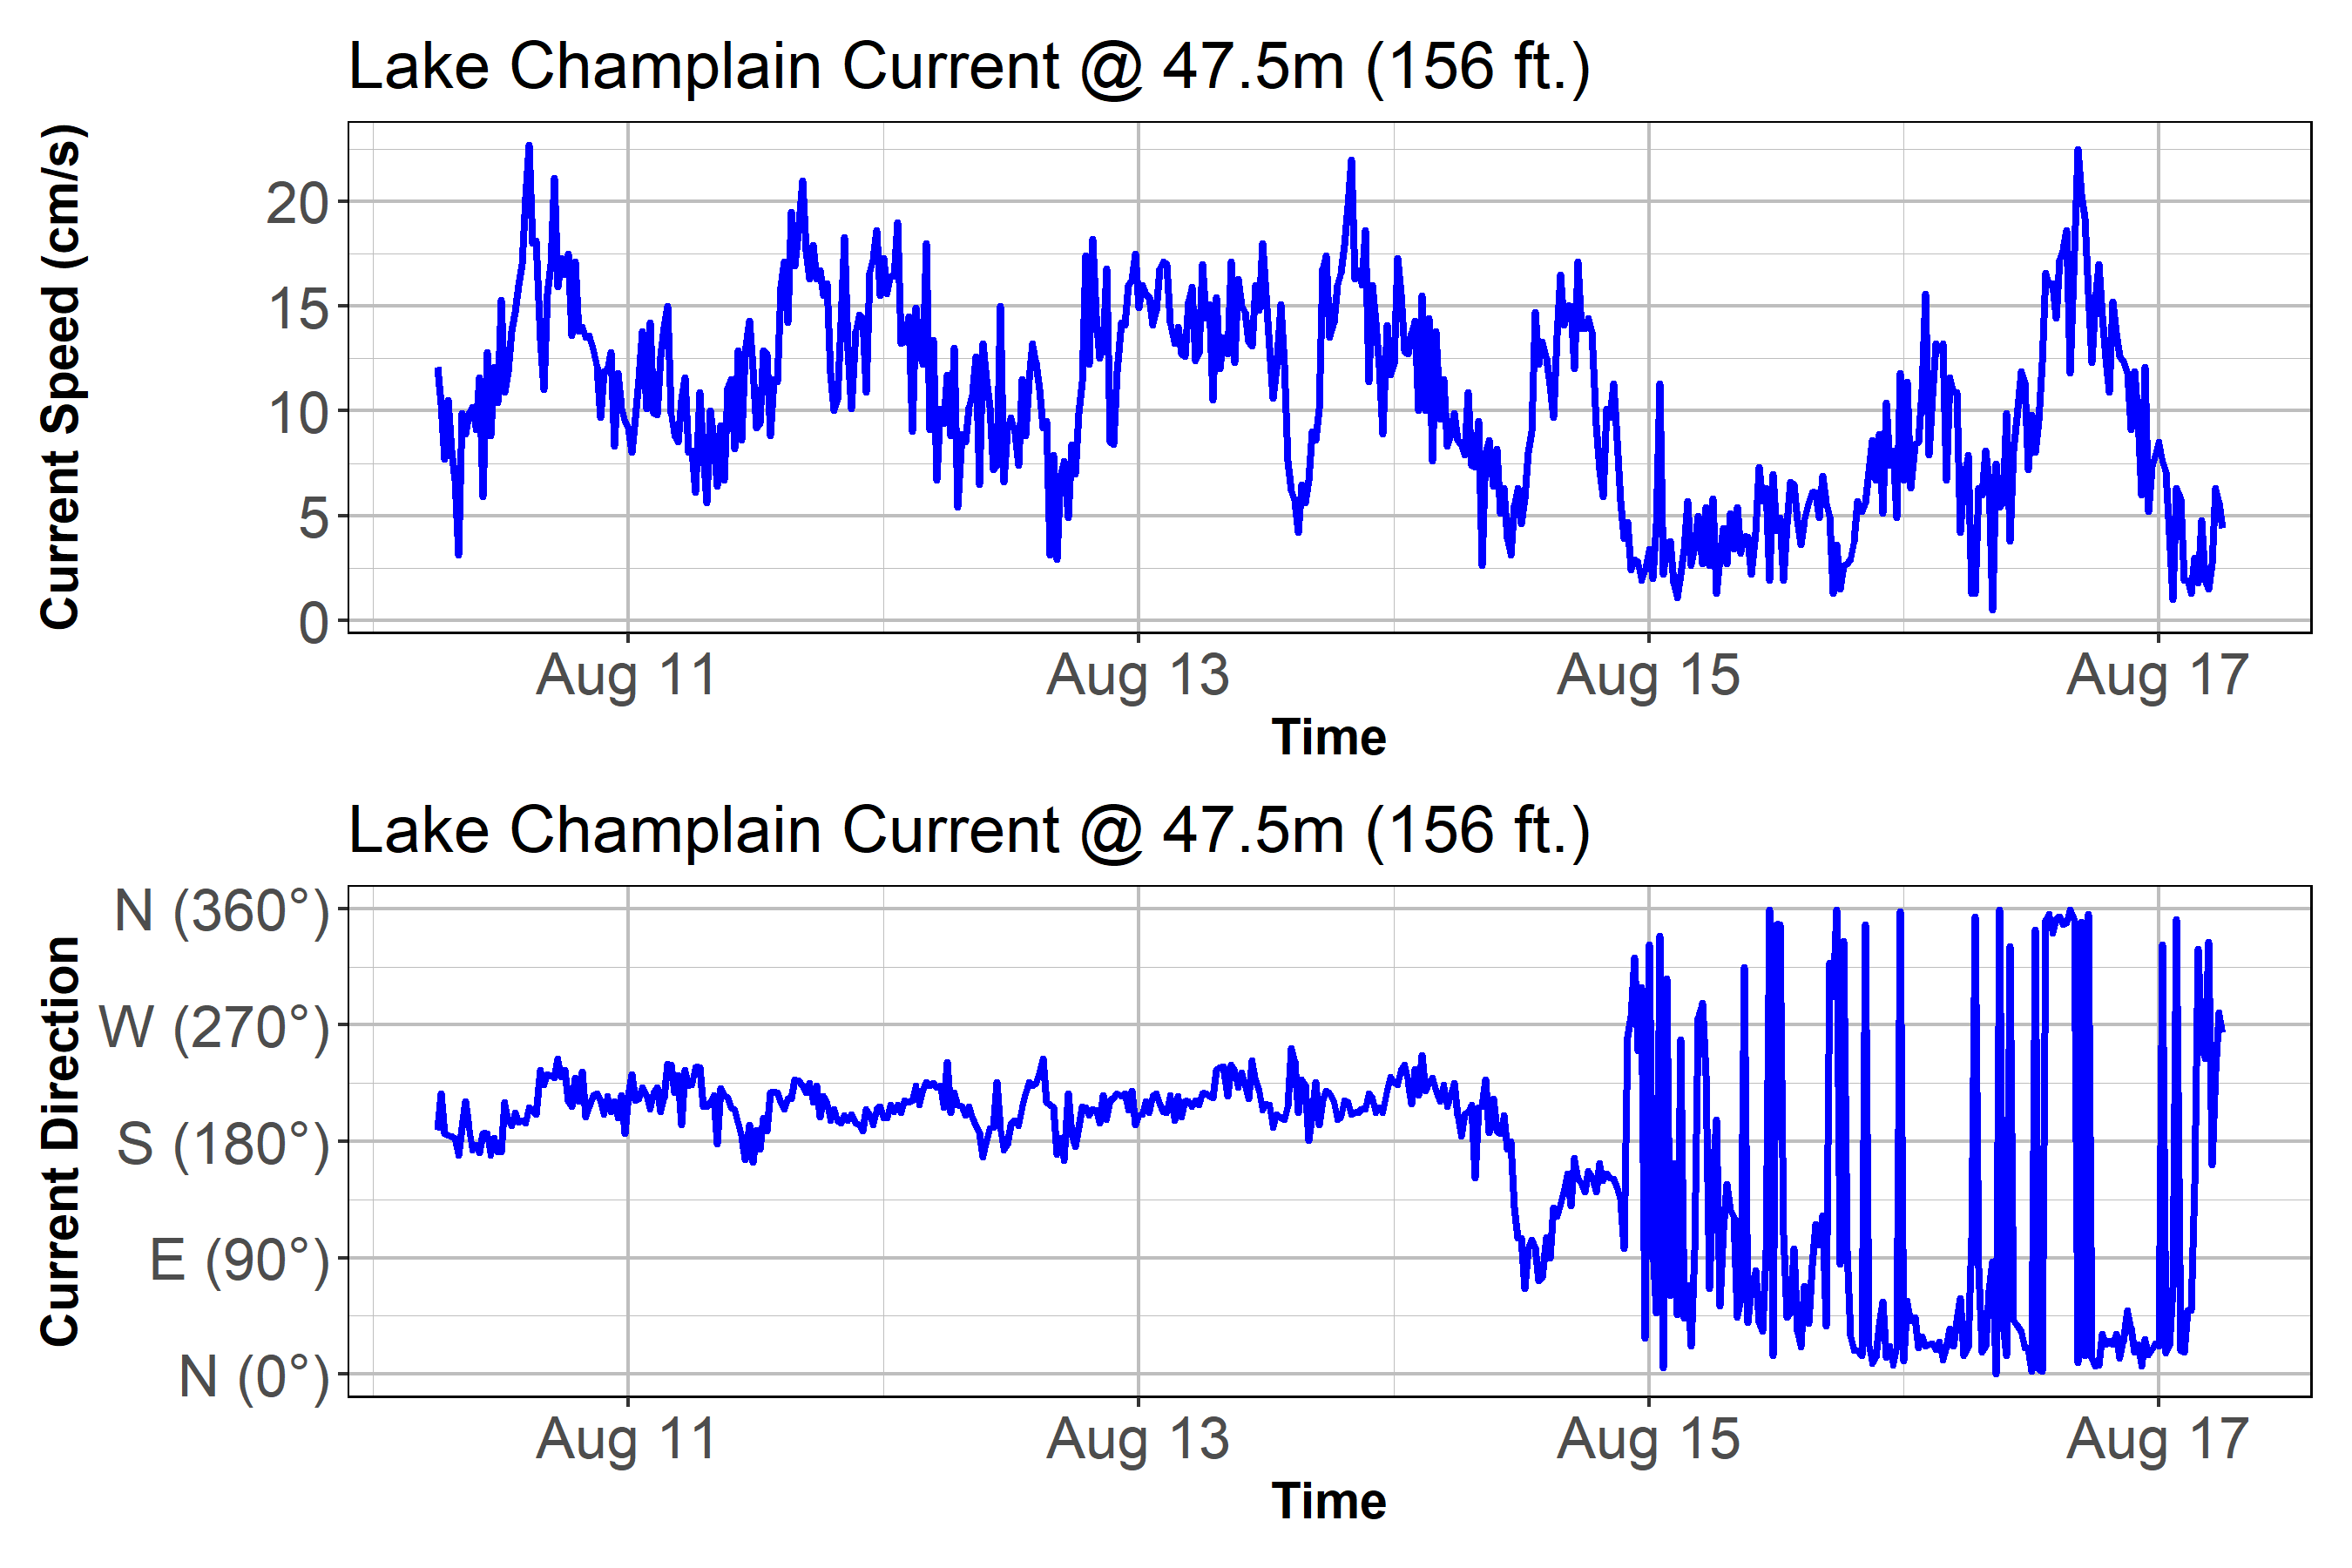 Lake Champlain Current @ 47.5m (156 ft.)
Current Speed (cm/s)
20
15
10
5
0
Aug 11 Aug 13 Aug 15 Aug 17
Time
Lake Champlain Current @ 47.5m (156 ft.)
Current Direction
N (360°)
W (270°)
S (180°)
E (90°)
N (0°)
Aug 11 Aug 13 Aug 15 Aug 17
Time